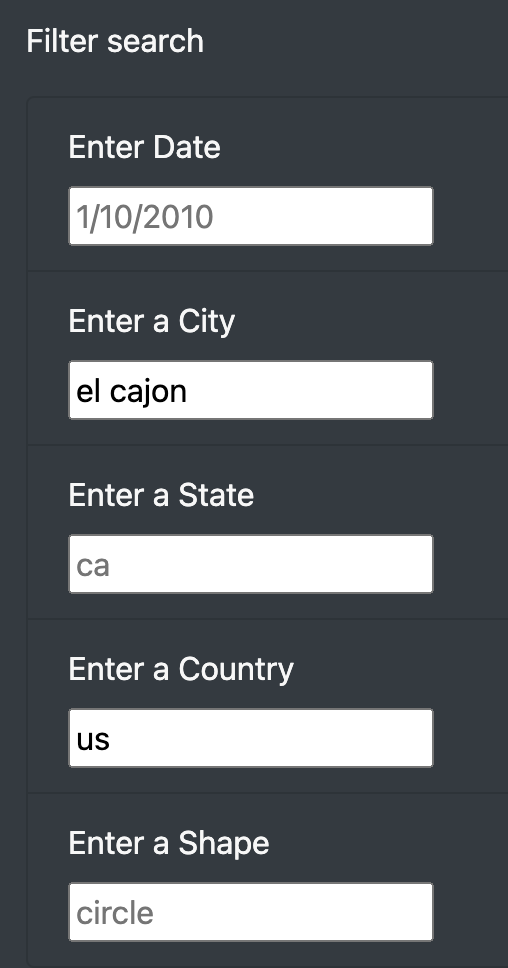 Filter search
Enter Date
1/10/2010
Enter a City
el cajon
Enter a State
ca
Enter a Country
us
Enter a Shape
circle